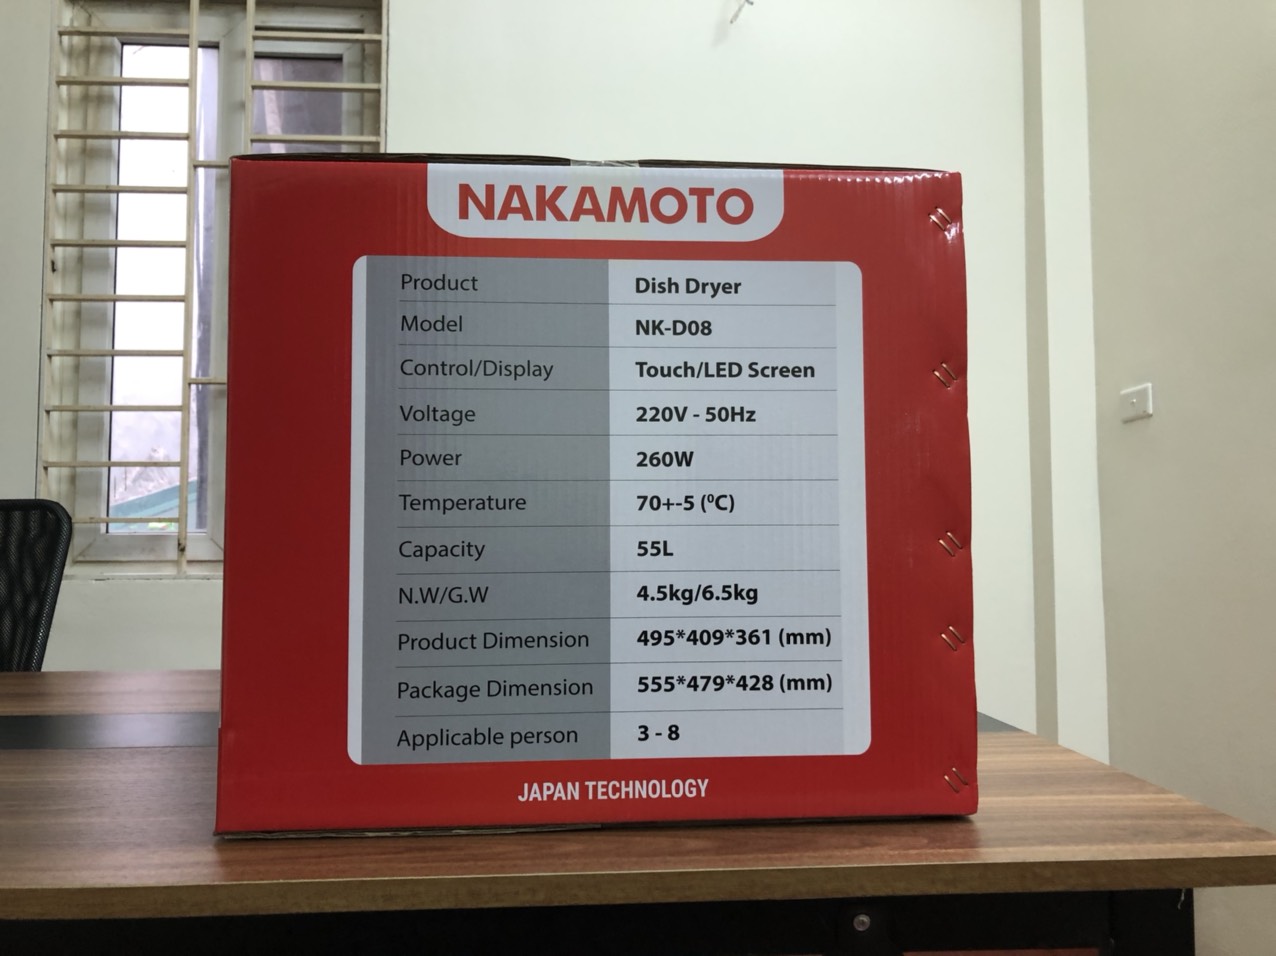 NAKAMOTO
Product Dish Dryer
Model NK-D08
Control/Display Touch/LED Screen
Voltage 220V - 50Hz
Power 260W
Temperature 70+-5 (⁰C)
Capacity 55L
N.W/G.W 4.5kg/6.5kg
Product Dimension 495*409*361 (mm)
Package Dimension 555*479*428 (mm)
Applicable person 3 - 8
JAPAN TECHNOLOGY